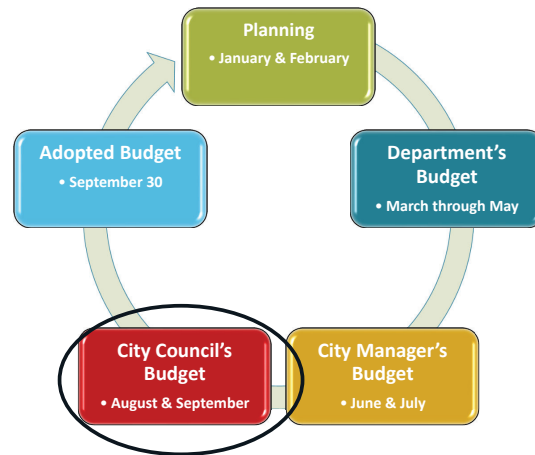 Planning
• January & February
Department's
Budget
• March through May
City Manager's
Budget
• June & July
City Council's
Budget
• August & September
Adopted Budget
• September 30